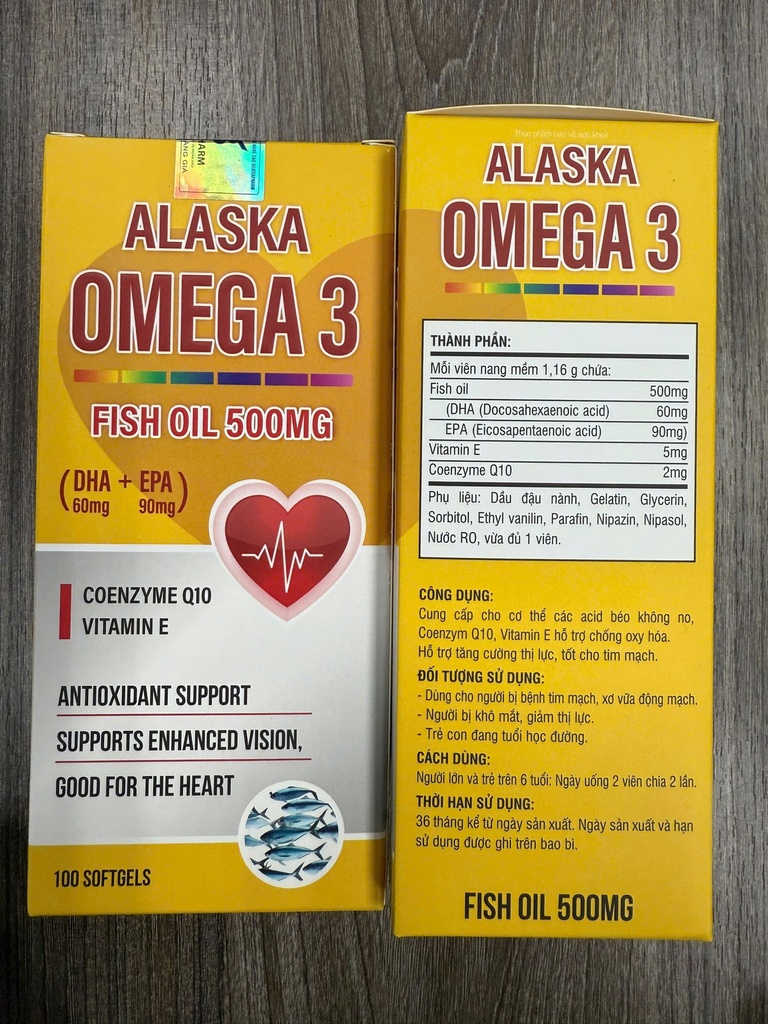 ARM
ANG GIA
ALASKA
OMEGA 3
FISH OIL 500MG
(DHA + EPA)
60mg 90mg
COENZYME Q10
VITAMIN E
ANTIOXIDANT SUPPORT
SUPPORTS ENHANCED VISION,
GOOD FOR THE HEART
100 SOFTGELS
Thực phẩm bảo vệ sức khỏe
ALASKA
OMEGA 3
THÀNH PHẦN:
Mỗi viên nang mềm 1,16 g chứa:
Fish oil 500mg
(DHA (Docosahexaenoic acid) 60mg
EPA (Eicosapentaenoic acid) 90mg)
Vitamin E 5mg
Coenzyme Q10 2mg
Phụ liệu: Dầu đậu nành, Gelatin, Glycerin,
Sorbitol, Ethyl vanilin, Parafin, Nipazin, Nipasol,
Nước RO, vừa đủ 1 viên.
CÔNG DỤNG:
Cung cấp cho cơ thể các acid béo không no,
Coenzym Q10, Vitamin E hỗ trợ chống oxy hóa.
Hỗ trợ tăng cường thị lực, tốt cho tim mạch.
ĐỐI TƯỢNG SỬ DỤNG:
- Dùng cho người bị bệnh tim mạch, xơ vữa động mạch.
- Người bị khô mắt, giảm thị lực.
- Trẻ con đang tuổi học đường.
CÁCH DÙNG:
Người lớn và trẻ trên 6 tuổi: Ngày uống 2 viên chia 2 lần.
THỜI HẠN SỬ DỤNG:
36 tháng kể từ ngày sản xuất. Ngày sản xuất và hạn
sử dụng được ghi trên bao bì.
FISH OIL 500MG